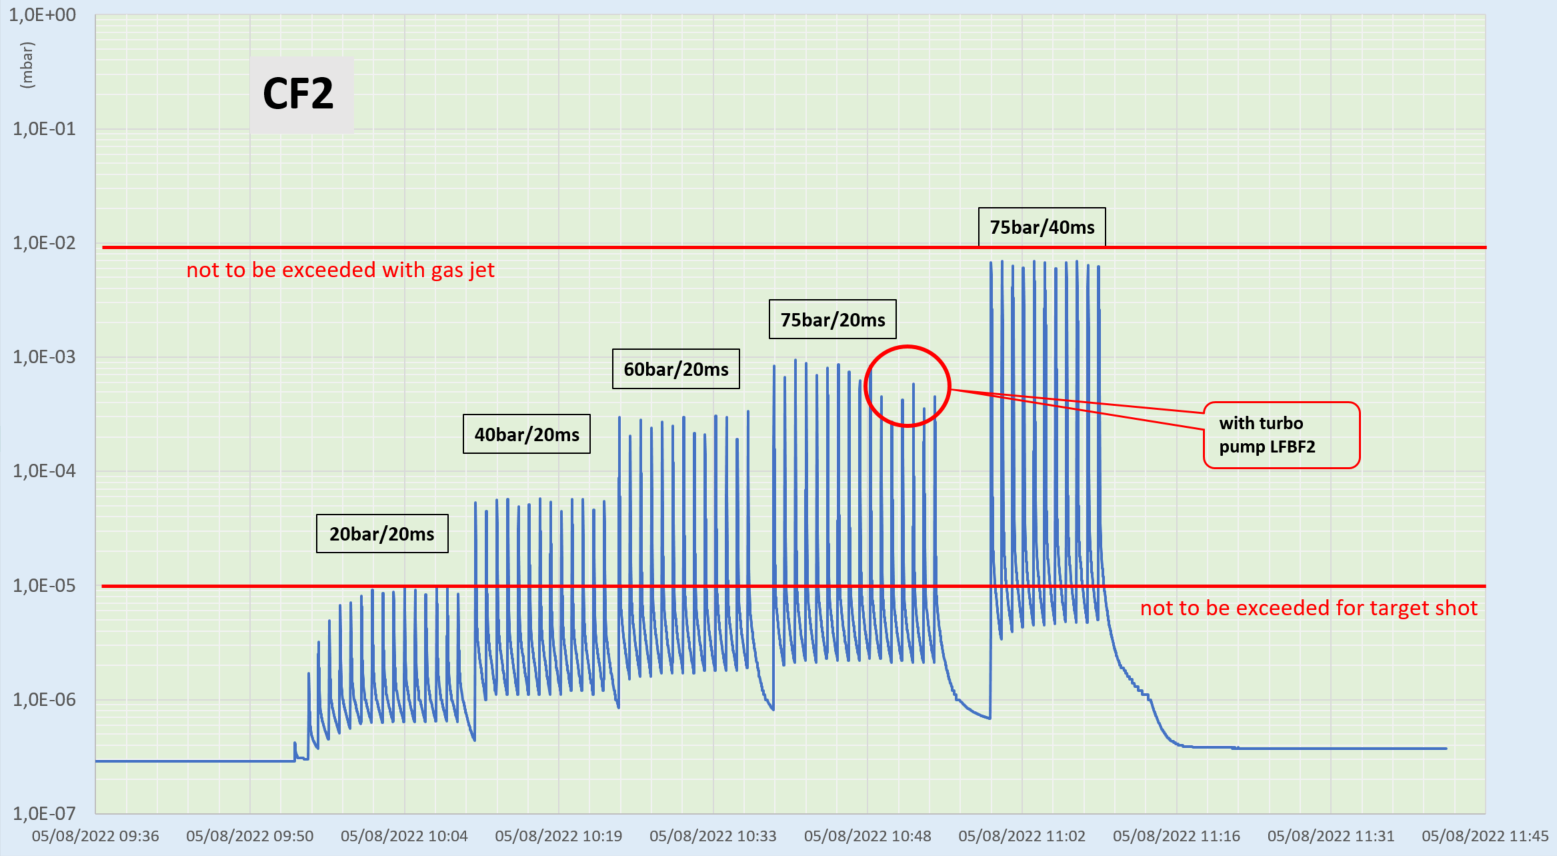 1,0E+00
(mbar)
CF2
1,0E-01
75bar/40ms
1,0E-02
not to be exceeded with gas jet
75bar/20ms
1,0E-03
60bar/20ms
with turbo
pump LFBF2
40bar/20ms
1,0E-04
20bar/20ms
1,0E-05
not to be exceeded for target shot
1,0E-06
1,0E-07
05/08/2022 09:36 05/08/2022 09:50 05/08/2022 10:04 05/08/2022 10:19 05/08/2022 10:33 05/08/2022 10:48 05/08/2022 11:02 05/08/2022 11:16 05/08/2022 11:31 05/08/2022 11:45